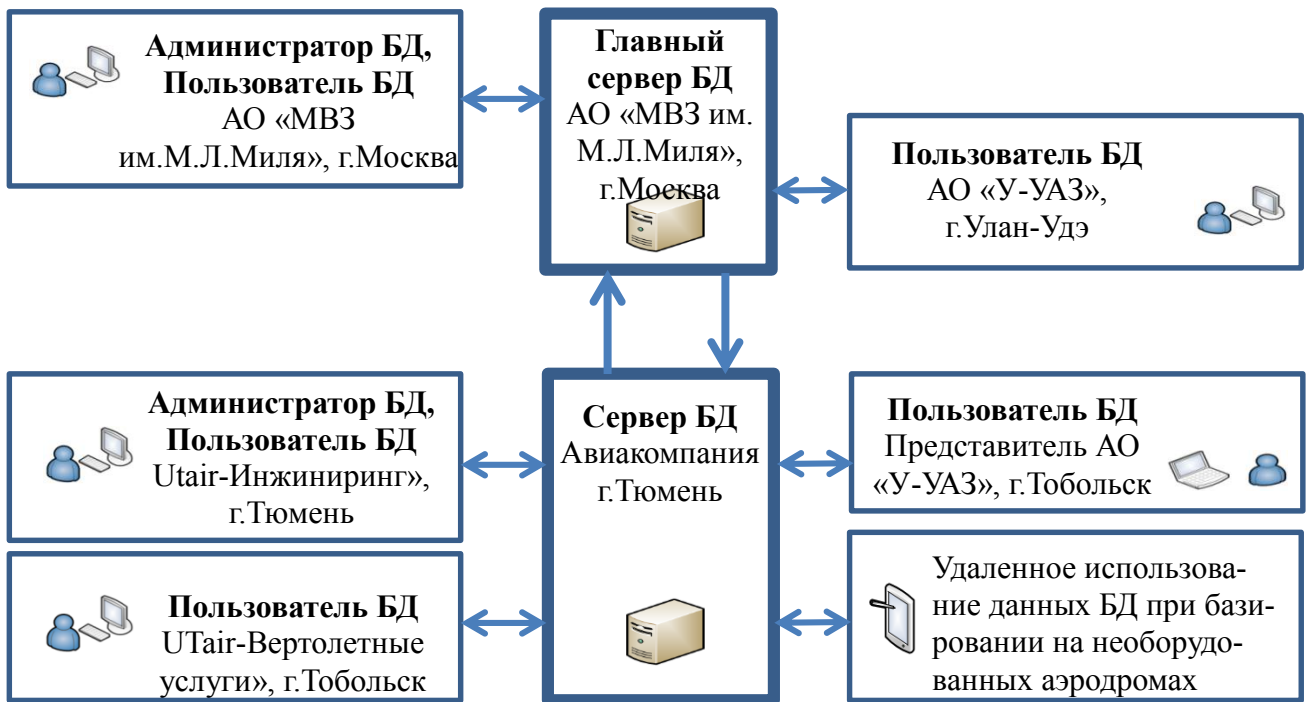 Администратор БД,
Пользователь БД
АО «МВЗ
им.М.Л.Миля», г.Москва
Главный
сервер БД
АО «МВЗ им.
М.Л.Миля»,
г.Москва
Пользователь БД
АО «У-УАЗ»,
г.Улан-Удэ
Администратор БД,
Пользователь БД
Utair-Инжиниринг»,
г.Тюмень
Сервер БД
Авиакомпания
г.Тюмень
Пользователь БД
Представитель АО
«У-УАЗ», г.Тобольск
Пользователь БД
UTair-Вертолетные
услуги», г.Тобольск
Удаленное использова-
ние данных БД при бази-
ровании на необорудо-
ванных аэродромах